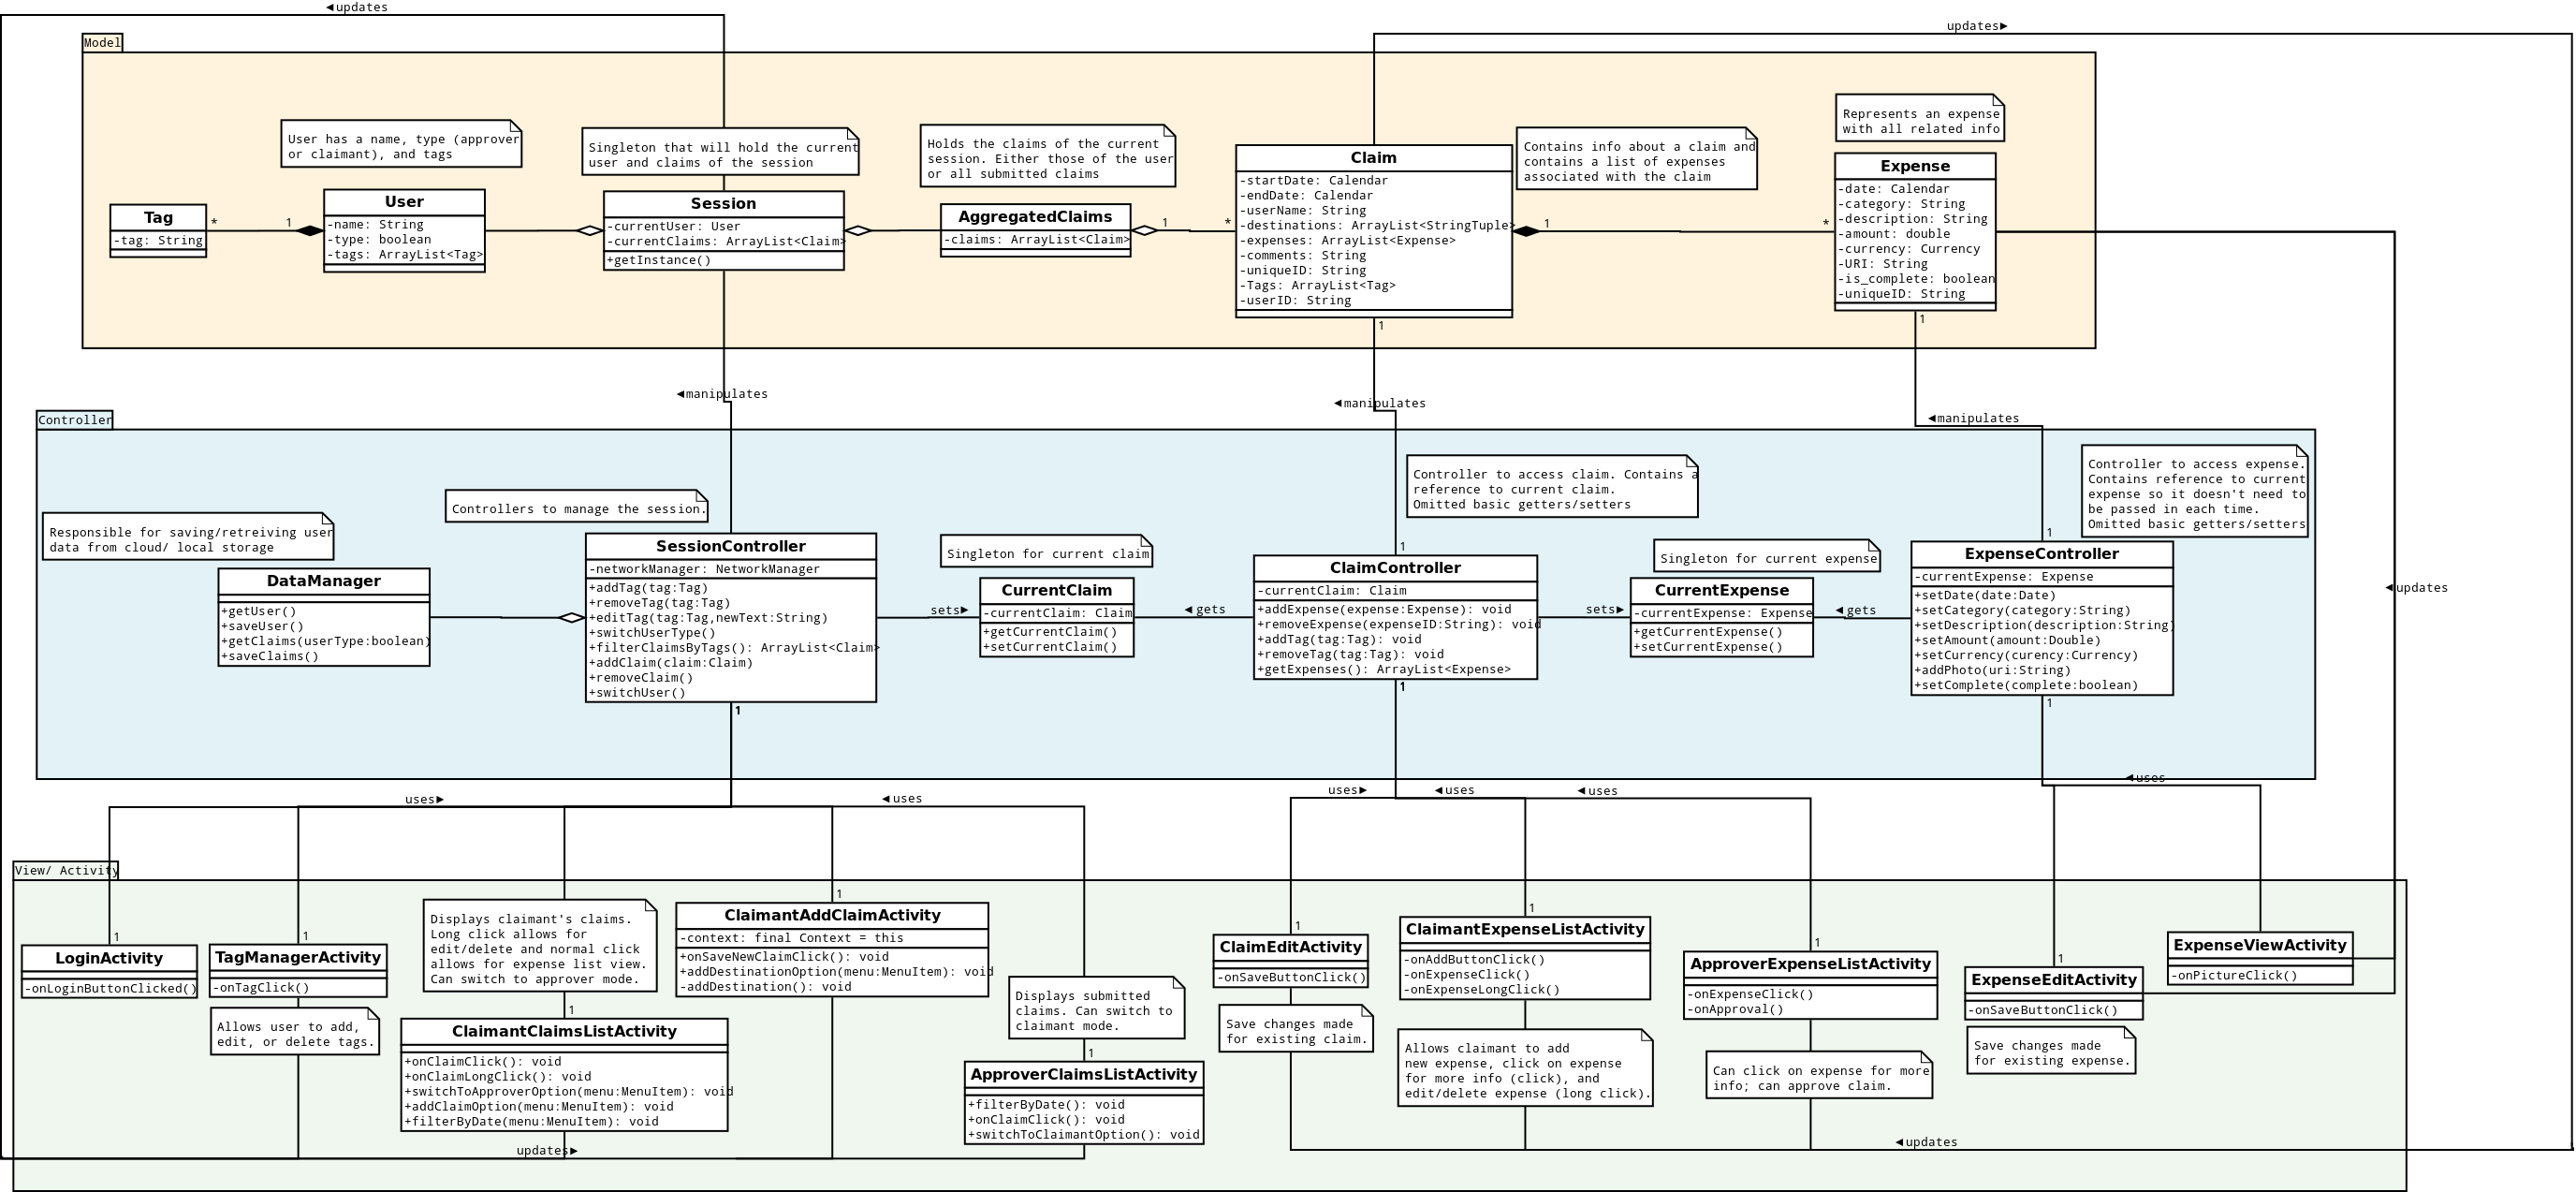 ◄updates
updates►
Model
User has a name, type (approver
or claimant), and tags
Singleton that will hold the current
user and claims of the session
Holds the claims of the current
session. Either those of the user
or all submitted claims
Contains info about a claim and
contains a list of expenses
associated with the claim
Represents an expense
with all related info
Tag
-tag: String
*
1
User
-name: String
-type: boolean
-tags: ArrayList<Tag>
Session
-currentUser: User
-currentClaims: ArrayList<Claim>
+getInstance()
AggregatedClaims
-claims: ArrayList<Claim>
1
*
Claim
-startDate: Calendar
-endDate: Calendar
-userName: String
-destinations: ArrayList<StringTuple>
-expenses: ArrayList<Expense>
-comments: String
-uniqueID: String
-Tags: ArrayList<Tag>
-userID: String
1
1
*
Expense
-date: Calendar
-category: String
-description: String
-amount: double
-currency: Currency
-URI: String
-is_complete: boolean
-uniqueID: String
1
◄manipulates
◄manipulates
◄manipulates
Controller
Responsible for saving/retreiving user
data from cloud/ local storage
Controllers to manage the session.
Singleton for current claim
Controller to access claim. Contains a
reference to current claim.
Omitted basic getters/setters
Singleton for current expense
Controller to access expense.
Contains reference to current
expense so it doesn't need to
be passed in each time.
Omitted basic getters/setters
DataManager
+getUser()
+saveUser()
+getClaims(userType:boolean)
+saveClaims()
SessionController
-networkManager: NetworkManager
+addTag(tag:Tag)
+removeTag(tag:Tag)
+editTag(tag:Tag,newText:String)
+switchUserType()
+filterClaimsByTags(): ArrayList<Claim>
+addClaim(claim:Claim)
+removeClaim()
+switchUser()
1
sets►
CurrentClaim
-currentClaim: Claim
+getCurrentClaim()
+setCurrentClaim()
◄gets
1
ClaimController
-currentClaim: Claim
+addExpense(expense:Expense): void
+removeExpense(expenseID:String): void
+addTag(tag:Tag): void
+removeTag(tag:Tag): void
+getExpenses(): ArrayList<Expense>
1
sets►
CurrentExpense
-currentExpense: Expense
+getCurrentExpense()
+setCurrentExpense()
◄gets
1
ExpenseController
-currentExpense: Expense
+setDate(date:Date)
+setCategory(category:String)
+setDescription(description:String)
+setAmount(amount:Double)
+setCurrency(curency:Currency)
+addPhoto(uri:String)
+setComplete(complete:boolean)
1
◄updates
uses►
◄uses
uses►
◄uses
◄uses
◄uses
View/ Activity
1
LoginActivity
-onLoginButtonClicked()
1
TagManagerActivity
-onTagClick()
Allows user to add,
edit, or delete tags.
Displays claimant's claims.
Long click allows for
edit/delete and normal click
allows for expense list view.
Can switch to approver mode.
1
ClaimantClaimsListActivity
+onClaimClick(): void
+onClaimLongClick(): void
+switchToApproverOption(menu:MenuItem): void
+addClaimOption(menu:MenuItem): void
+filterByDate(menu:MenuItem): void
1
ClaimantAddClaimActivity
-context: final Context = this
+onSaveNewClaimClick(): void
+addDestinationOption(menu:MenuItem): void
-addDestination(): void
Displays submitted
claims. Can switch to
claimant mode.
1
ApproverClaimsListActivity
+filterByDate(): void
+onClaimClick(): void
+switchToClaimantOption(): void
1
ClaimEditActivity
-onSaveButtonClick()
Save changes made
for existing claim.
1
ClaimantExpenseListActivity
-onAddButtonClick()
-onExpenseClick()
-onExpenseLongClick()
Allows claimant to add
new expense, click on expense
for more info (click), and
edit/delete expense (long click).
1
ApproverExpenseListActivity
-onExpenseClick()
-onApproval()
Can click on expense for more
info; can approve claim.
1
ExpenseEditActivity
-onSaveButtonClick()
Save changes made
for existing expense.
ExpenseViewActivity
-onPictureClick()
updates►
◄updates